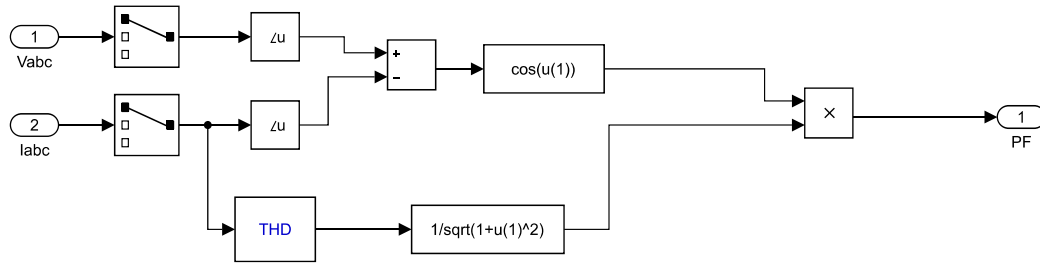 1
Vabc
∠u
+
−
cos(u(1))
2
Iabc
∠u
×
1
PF
THD
1/sqrt(1+u(1)^2)